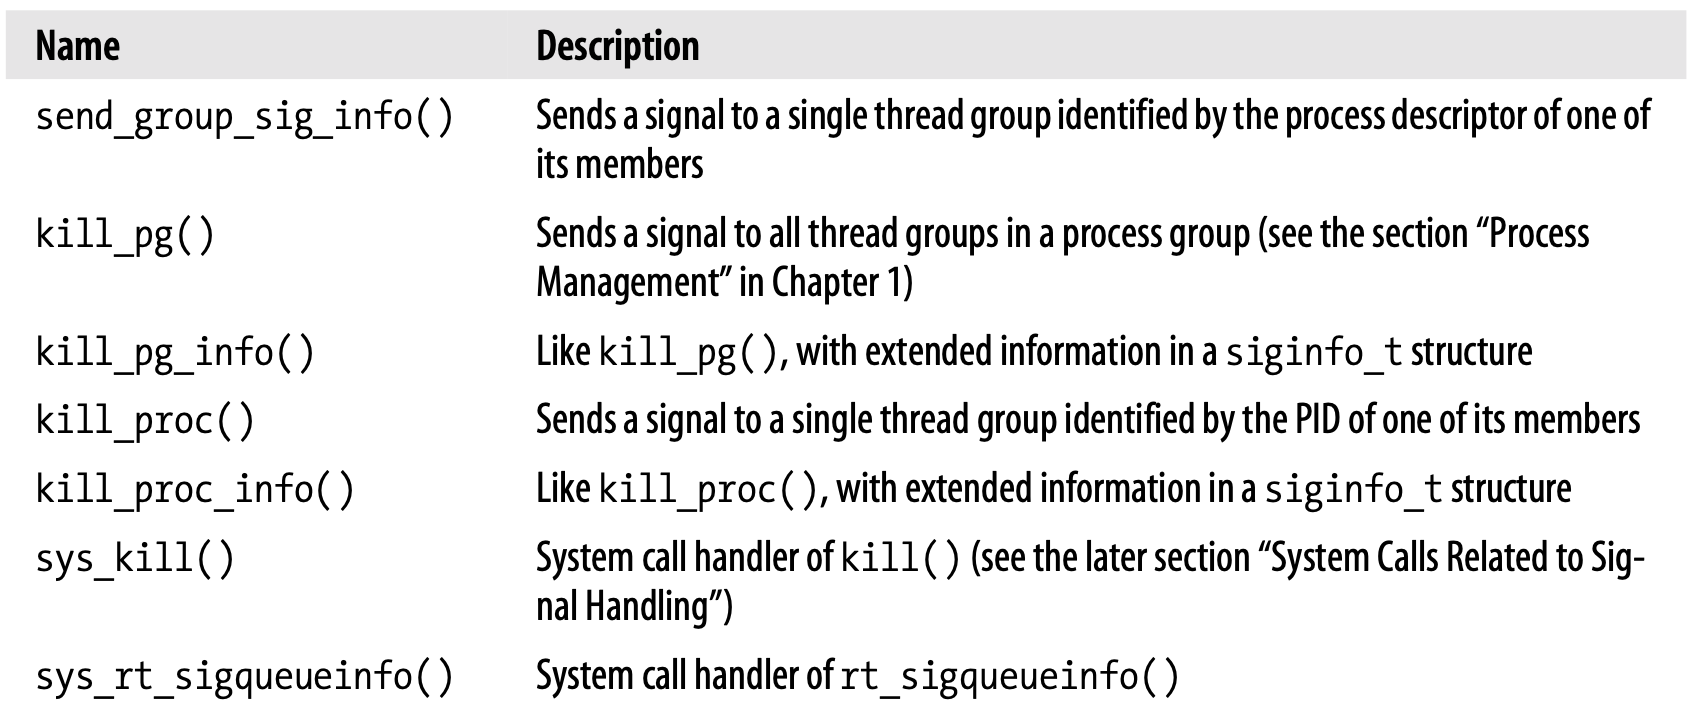 Name Description
send_group_sig_info() Sends a signal to a single thread group identified by the process descriptor of one of
its members
kill_pg() Sends a signal to all thread groups in a process group (see the section “Process
Management” in Chapter 1)
kill_pg_info() Like kill_pg(), with extended information in a siginfo_t structure
kill_proc() Sends a signal to a single thread group identified by the PID of one of its members
kill_proc_info() Like kill_proc(), with extended information in a siginfo_t structure
sys_kill() System call handler of kill() (see the later section “System Calls Related to Sig-
nal Handling”)
sys_rt_sigqueueinfo() System call handler of rt_sigqueueinfo()